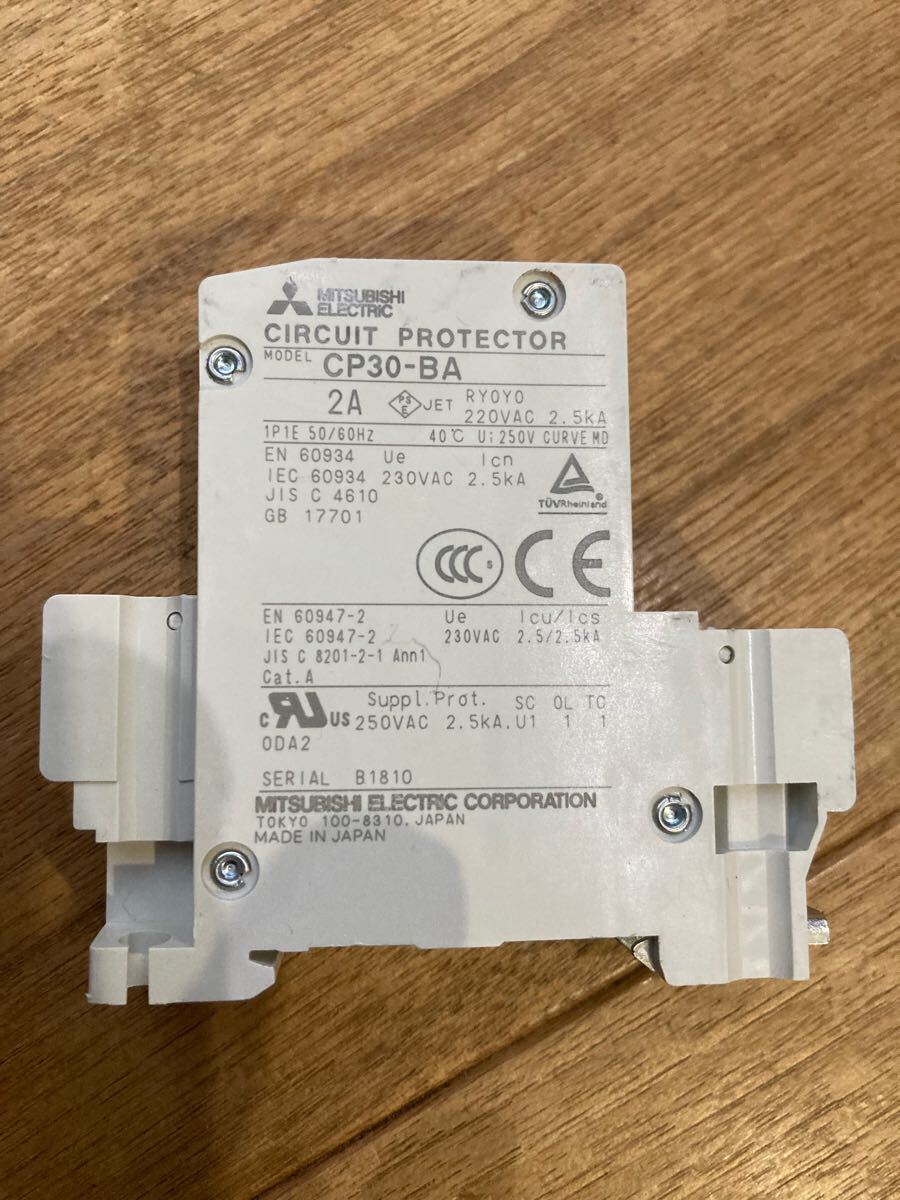 MITSUBISHI
ELECTRIC
CIRCUIT PROTECTOR
MODEL CP30-BA
2A PS E JET RYOYO
220VAC 2.5kA
1P1E 50/60Hz 40℃ Ui250V CURVE MD
EN 60934 Ue Icn
IEC 60934 230VAC 2.5kA
JIS C 4610
GB 17701
TÜVRheinland
CCC S CE
EN 60947-2 Ue Icu/Ics
IEC 60947-2 230VAC 2.5/2.5kA
JIS C 8201-2-1 Ann1
Cat.A
Suppl.Prot. SC OL TC
C RU US 250VAC 2.5kA.U1 1 1
ODA2
SERIAL B1810
MITSUBISHI ELECTRIC CORPORATION
TOKYO 100-8310. JAPAN
MADE IN JAPAN